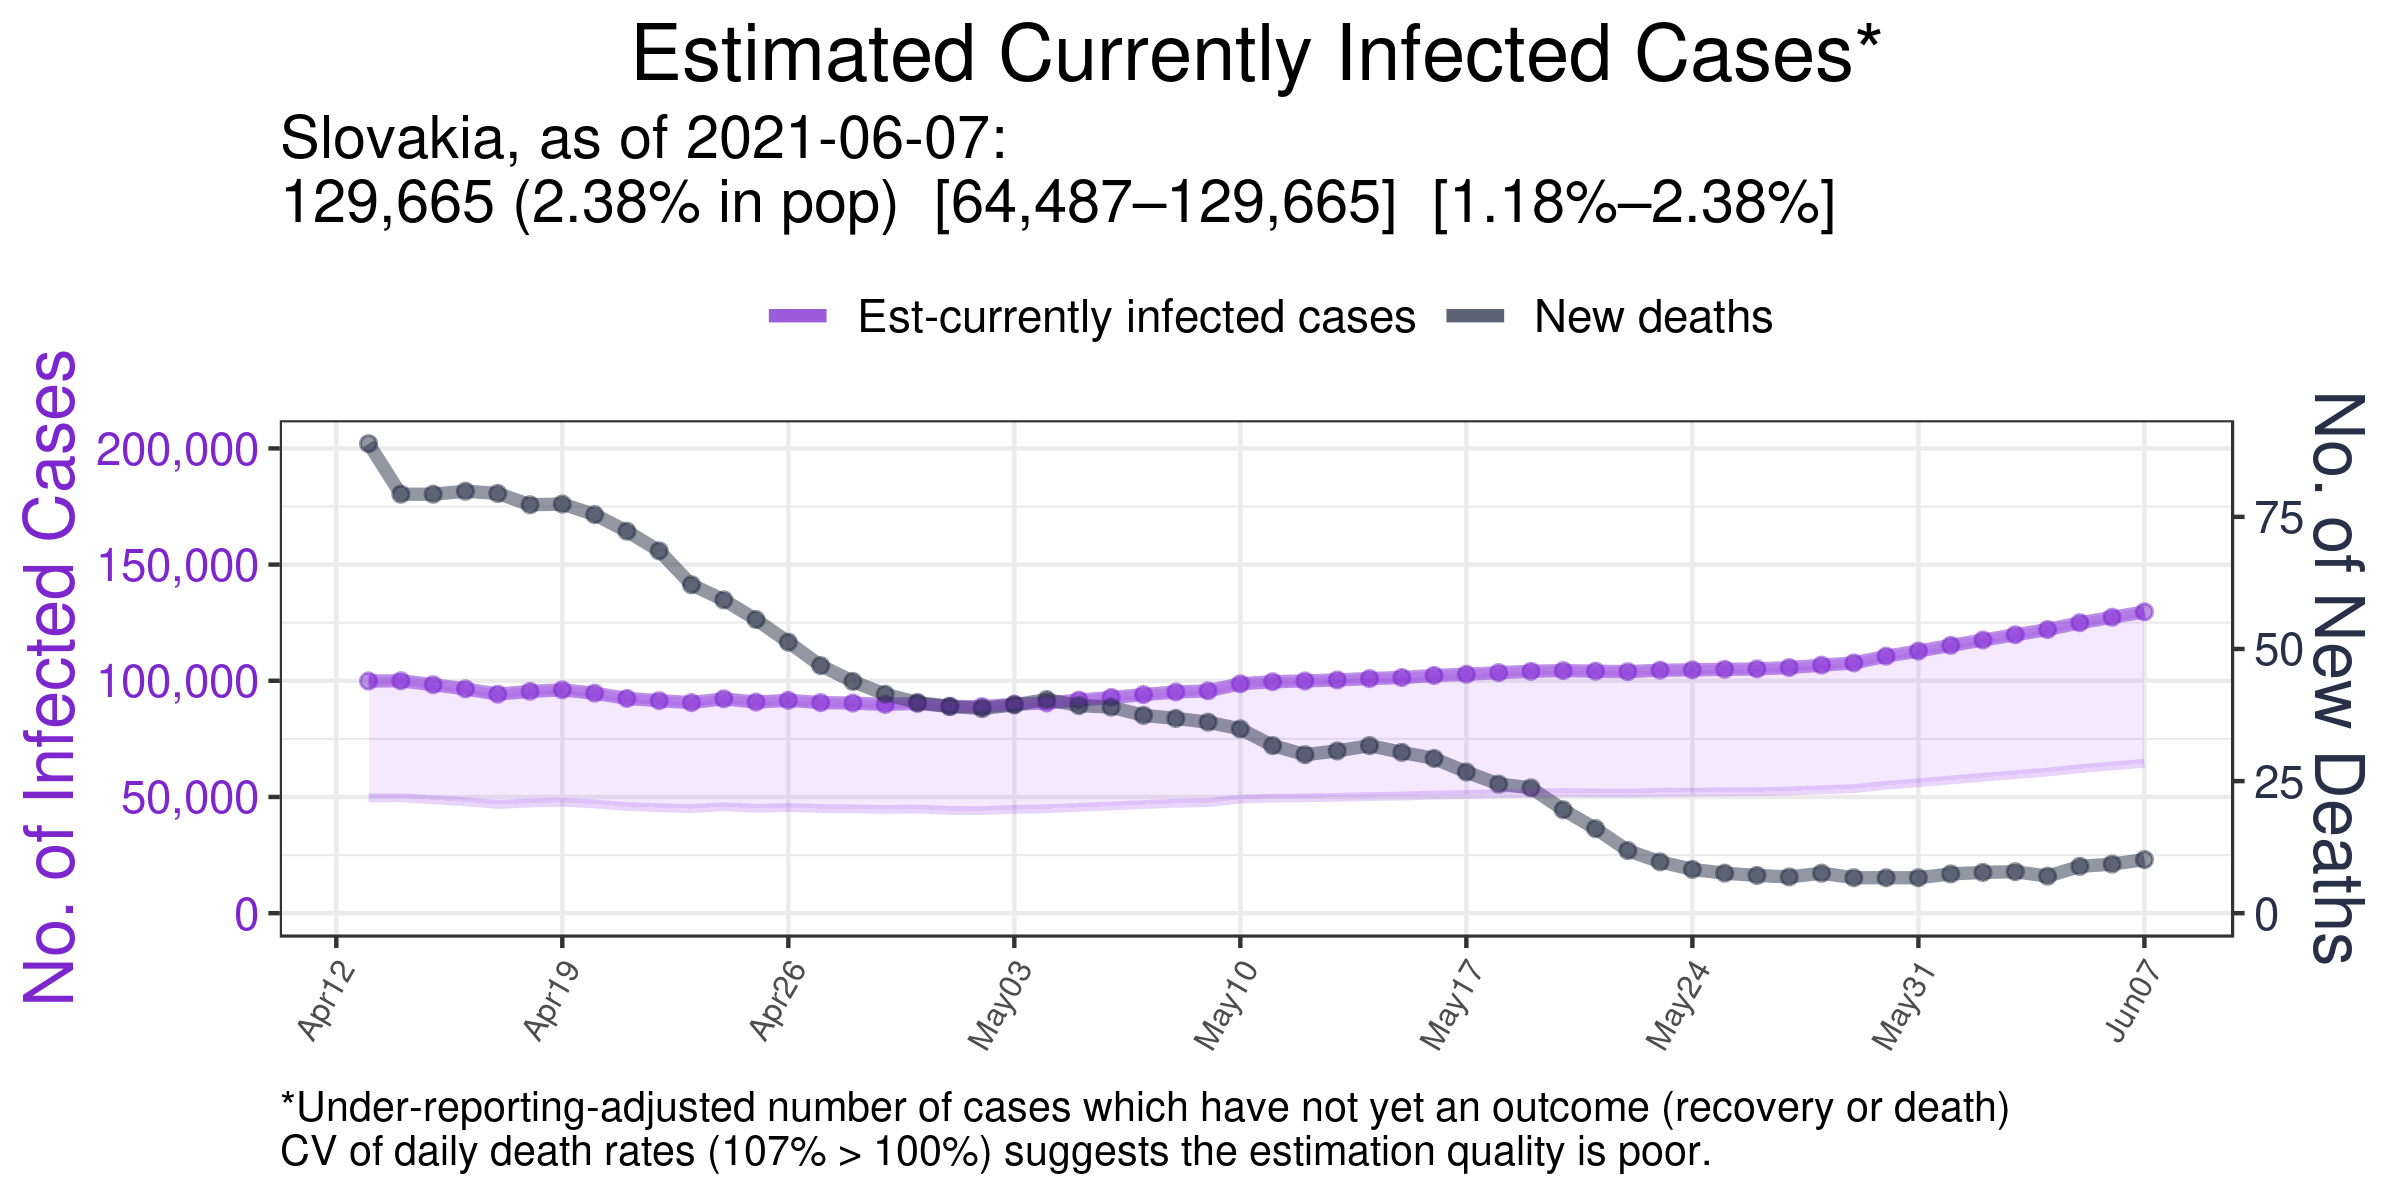 Estimated Currently Infected Cases*
Slovakia, as of 2021-06-07:
129,665 (2.38% in pop)  [64,487–129,665]  [1.18%–2.38%]
Est-currently infected cases
New deaths
No. of Infected Cases
200,000
150,000
100,000
50,000
0
75
50
25
0
No. of New Deaths
Apr12
Apr19
Apr26
May03
May10
May17
May24
May31
Jun07
*Under-reporting-adjusted number of cases which have not yet an outcome (recovery or death)
CV of daily death rates (107% > 100%) suggests the estimation quality is poor.